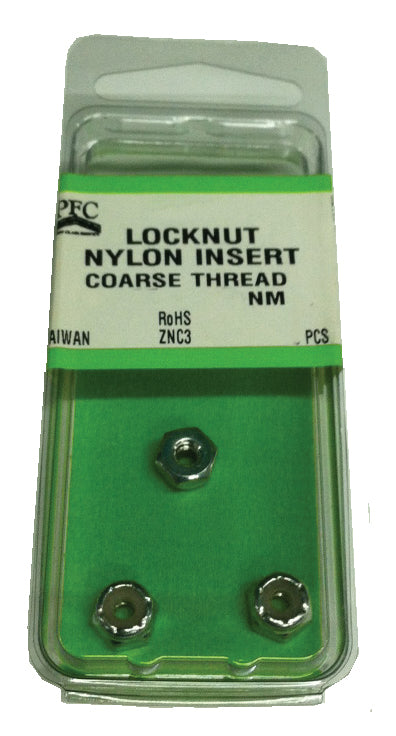 PFC
LOCKNUT
NYLON INSERT
COARSE THREAD
NM
RoHS
AIWAN ZNC3 PCS